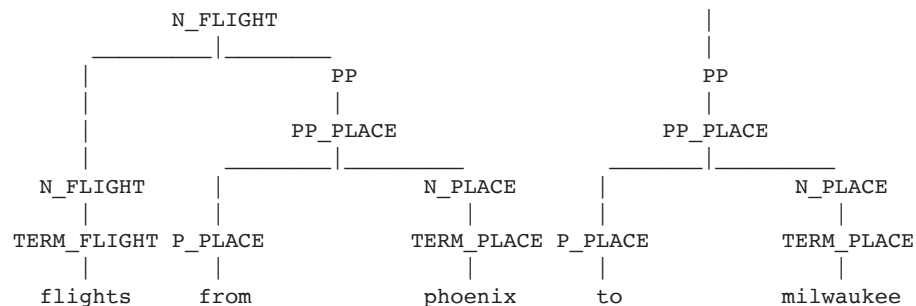 N_FLIGHT
PP PP
PP_PLACE PP_PLACE
N_FLIGHT N_PLACE N_PLACE
TERM_FLIGHT P_PLACE TERM_PLACE P_PLACE TERM_PLACE
flights from phoenix to milwaukee